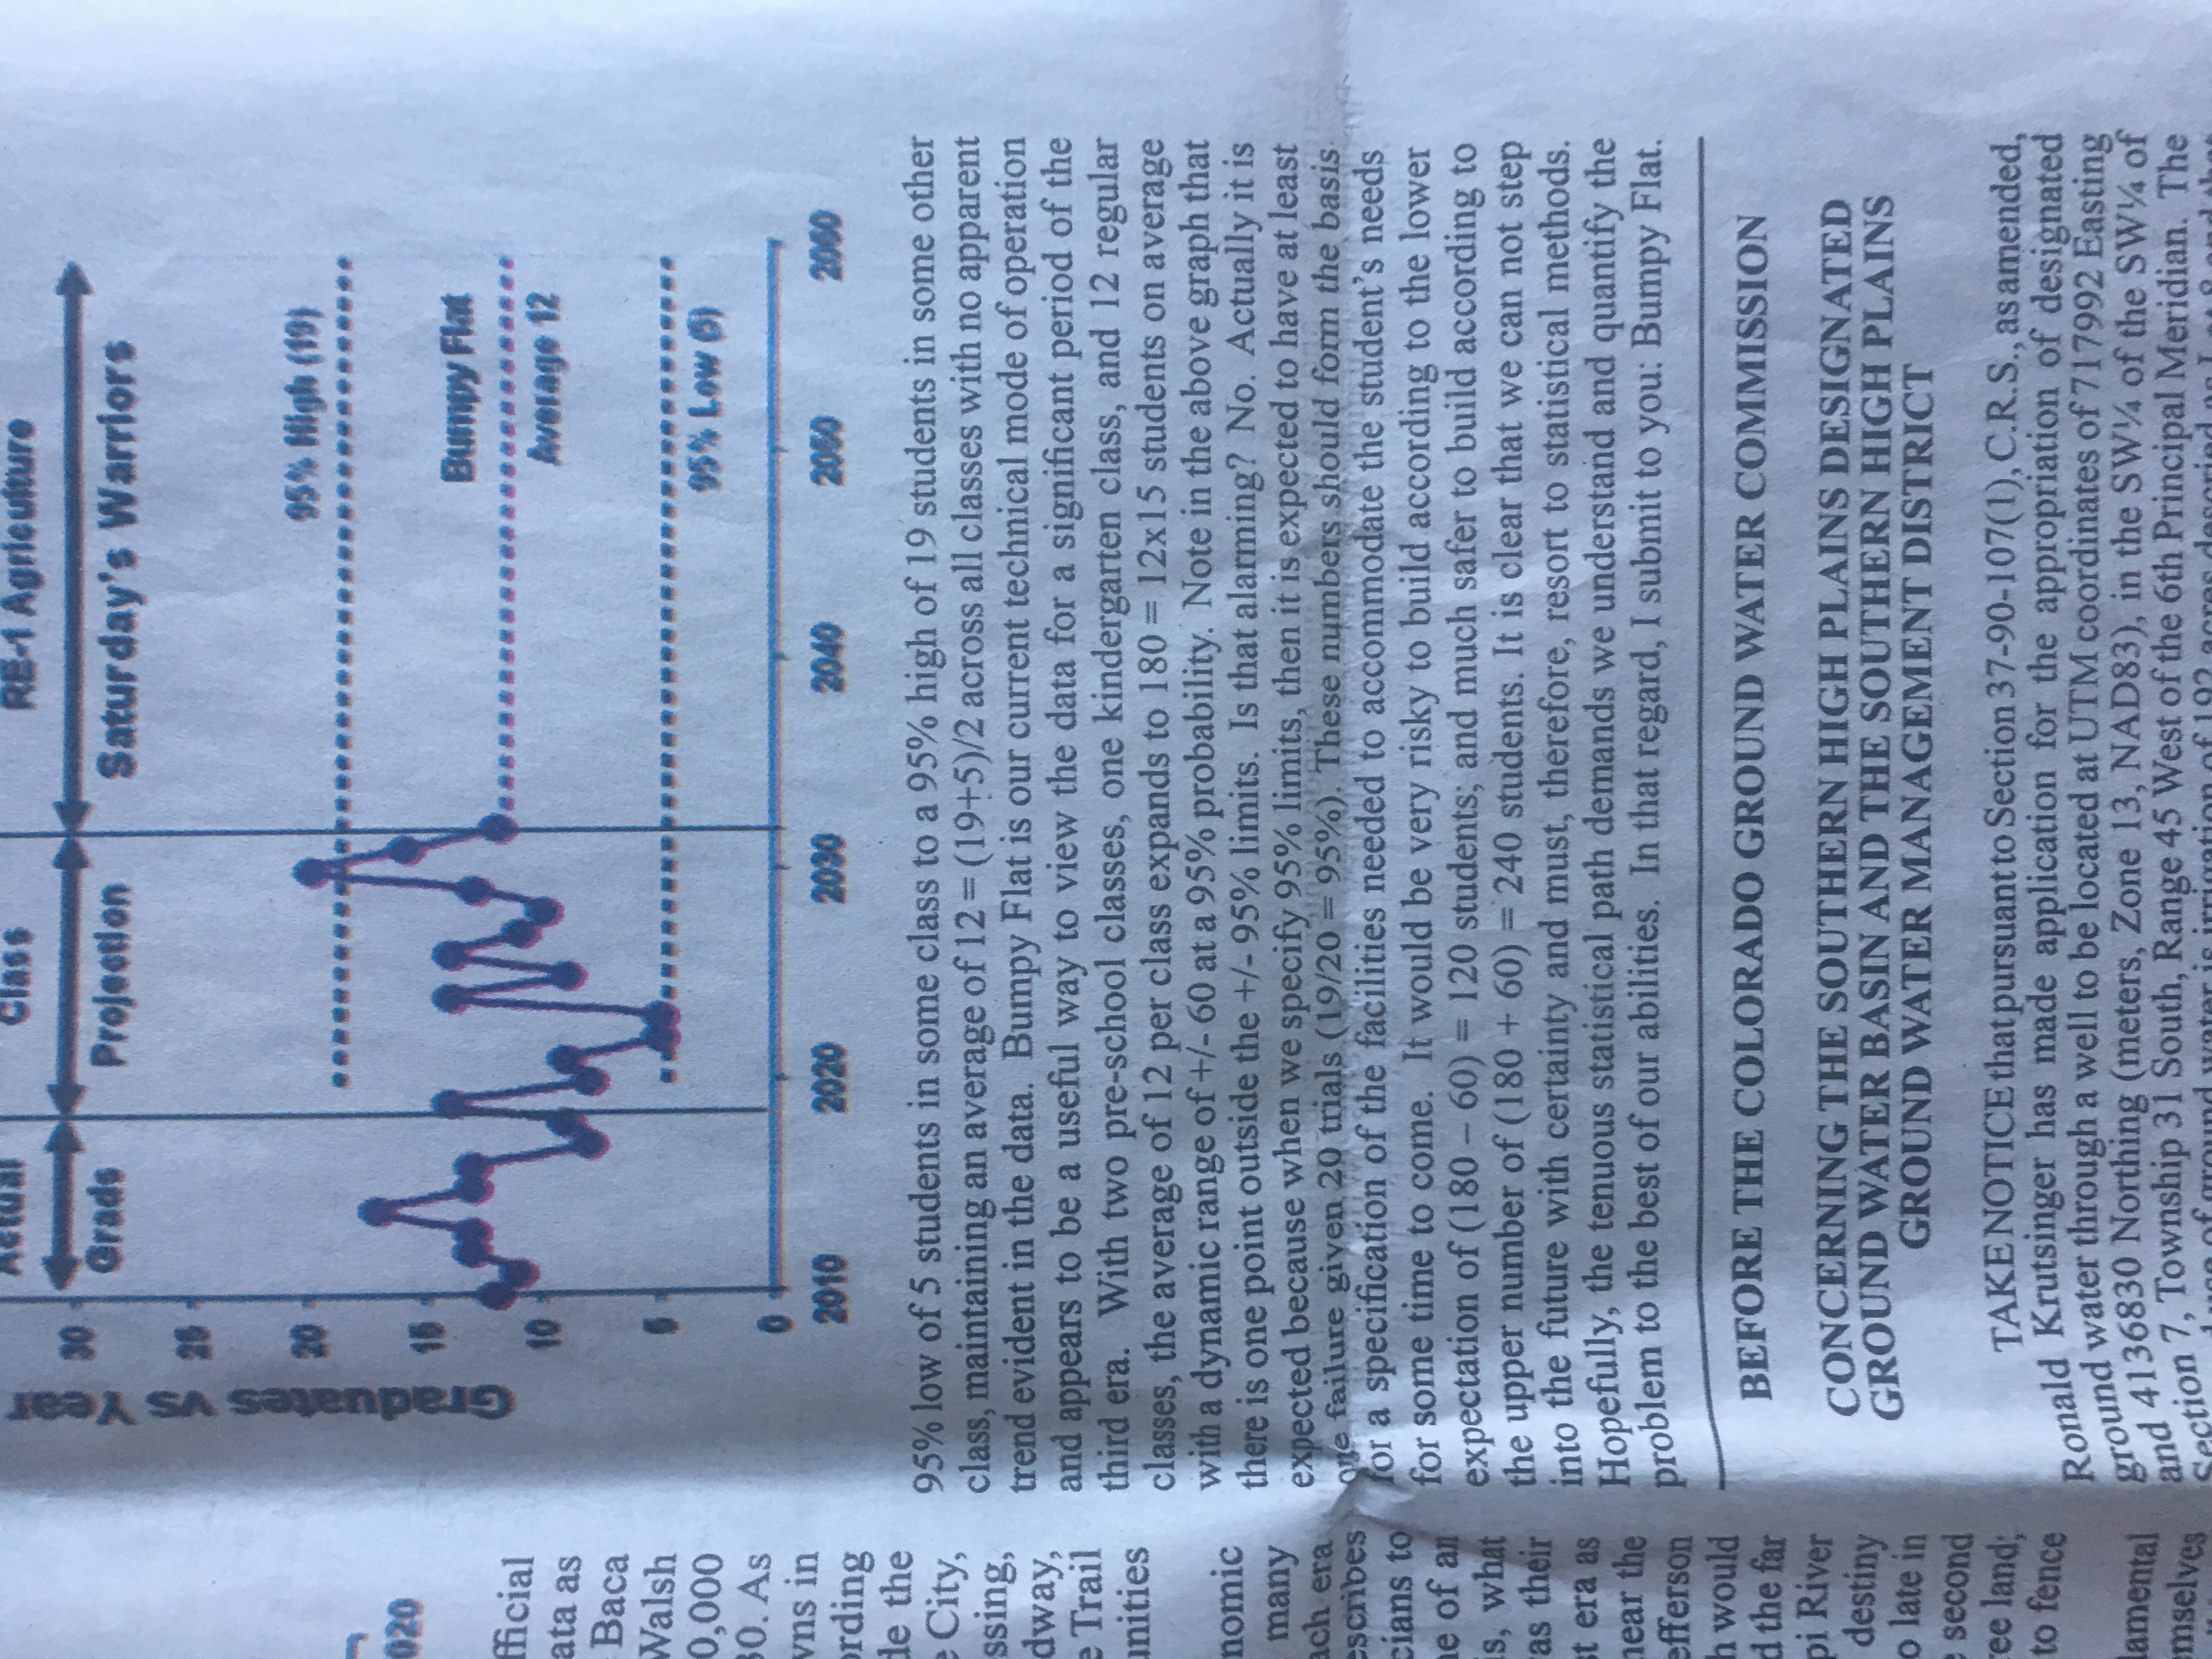 Actual
Class
RE-1 Agriculture
Grads
Projection
Saturday's Warriors
Graduates vs Year
30
25
20
15
10
5
0
95% High (19)
Bumpy Flat
Average 12
95% Low (5)
2010 2020 2030 2040 2050 2060
020
fficial
ata as
Baca
Walsh
0,000
30. As
wns in
ording
de the
e City,
ssing,
dway,
e Trail
unities
nomic
many
ach era
escribes
cians to
ne of an
is, what
as their
st era as
near the
efferson
h would
d the far
pi River
destiny
o late in
e second
ree land;
to fence
lamental
mselves
95% low of 5 students in some class to a 95% high of 19 students in some other
class, maintaining an average of 12 = (19+5)/2 across all classes with no apparent
trend evident in the data. Bumpy Flat is our current technical mode of operation
and appears to be a useful way to view the data for a significant period of the
third era. With two pre-school classes, one kindergarten class, and 12 regular
classes, the average of 12 per class expands to 180 = 12x15 students on average
with a dynamic range of +/- 60 at a 95% probability. Note in the above graph that
there is one point outside the +/- 95% limits. Is that alarming? No. Actually it is
expected because when we specify 95% limits, then it is expected to have at least
one failure given 20 trials (19/20 = 95%). These numbers should form the basis
for a specification of the facilities needed to accommodate the student's needs
for some time to come. It would be very risky to build according to the lower
expectation of (180 – 60) = 120 students; and much safer to build according to
the upper number of (180 + 60) = 240 students. It is clear that we can not step
into the future with certainty and must, therefore, resort to statistical methods.
Hopefully, the tenuous statistical path demands we understand and quantify the
problem to the best of our abilities. In that regard, I submit to you: Bumpy Flat.
BEFORE THE COLORADO GROUND WATER COMMISSION
CONCERNING THE SOUTHERN HIGH PLAINS DESIGNATED
GROUND WATER BASIN AND THE SOUTHERN HIGH PLAINS
GROUND WATER MANAGEMENT DISTRICT
TAKE NOTICE that pursuant to Section 37-90-107(1), C.R.S., as amended,
Ronald Krutsinger has made application for the appropriation of designated
ground water through a well to be located at UTM coordinates of 717992 Easting
and 4136830 Northing (meters, Zone 13, NAD83), in the SW¼ of the SW¼ of
Section 7, Township 31 South, Range 45 West of the 6th Principal Meridian. The
use of ground water is irrigation of 192 acres